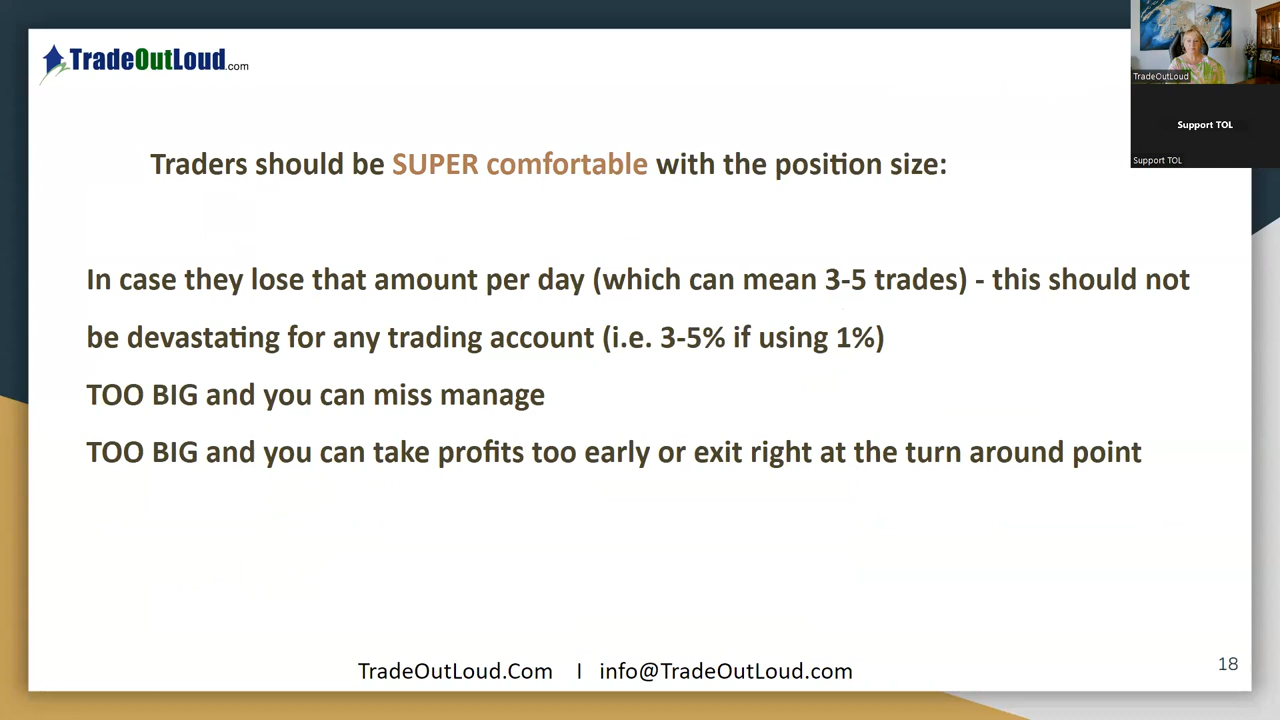 TradeOutLoud.com
TradeOutLoud
Support TOL
Support TOL
Traders should be SUPER comfortable with the position size:
In case they lose that amount per day (which can mean 3-5 trades) - this should not
be devastating for any trading account (i.e. 3-5% if using 1%)
TOO BIG and you can miss manage
TOO BIG and you can take profits too early or exit right at the turn around point
TradeOutLoud.Com I info@TradeOutLoud.com
18